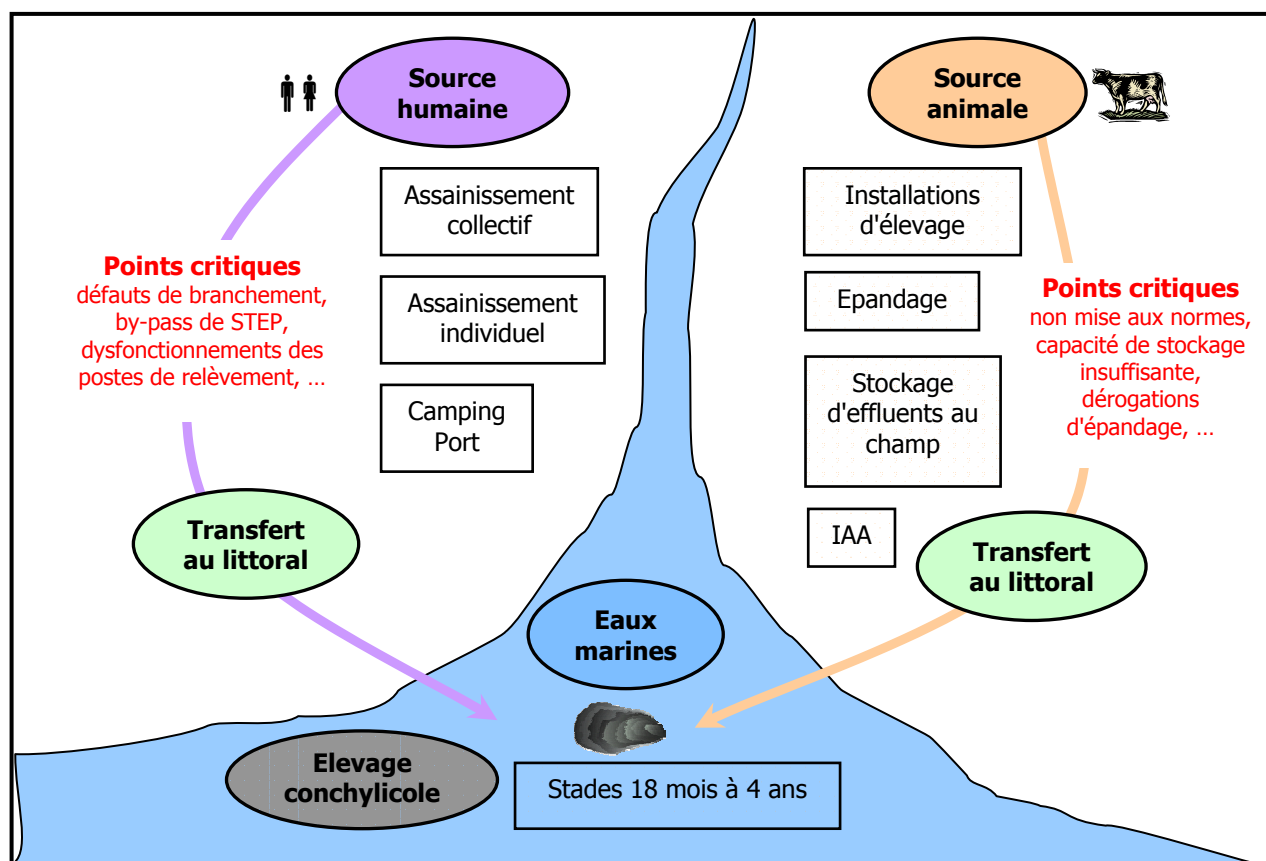 Source
humaine
Source
animale
Assainissement
collectif
Assainissement
individuel
Camping
Port
Points critiques
défauts de branchement,
by-pass de STEP,
dysfonctionnements des
postes de relèvement, ...
Installations
d'élevage
Epandage
Stockage
d'effluents au
champ
IAA
Points critiques
non mise aux normes,
capacité de stockage
insuffisante,
dérogations
d'épandage, ...
Transfert
au littoral
Transfert
au littoral
Eaux
marines
Elevage
conchylicole
Stades 18 mois à 4 ans